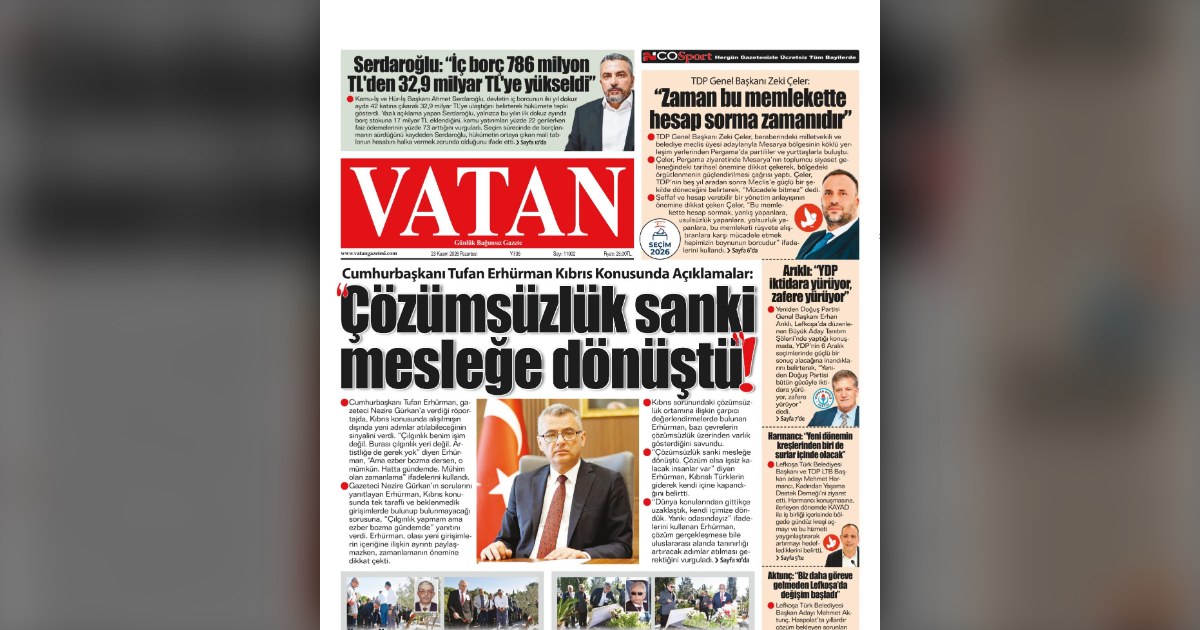 Serdaroğlu: “İç borç 786 milyon
TL'den 32,9 milyar TL'ye yükseldi”
Kamu-İş ve Hür-İş Başkanı Ahmet Serdaroğlu, devletin iç borcunun iki yıl dokuz
ayda 42 katına çıkarak 32,9 milyar TL'ye ulaştığını belirterek hükümete tepki
gösterdi. Yazılı açıklama yapan Serdaroğlu, yalnızca bu yılın ilk dokuz ayında
borç stokuna 17 milyar TL eklendiğini, kamu yatırımları yüzde 22 gerilerken
faiz ödemelerinin yüzde 73 arttığını vurguladı. Seçim sürecinde de borçlan-
manın sürdüğünü kaydeden Serdaroğlu, hükümetin ortaya çıkan mali tab-
lonun hesabını halka vermek zorunda olduğunu ifade etti. Sayfa 10'da
VATAN
Günlük Bağımsız Gazete
www.vatangazetesi.com
Sayı: 11002
COSport Hergün Gazetenizle Ücretsiz Tüm Bayilerde
TDP Genel Başkanı Zeki Çeler:
“Zaman bu memlekette
hesap sorma zamanıdır”
TDP Genel Başkanı Zeki Çeler, beraberindeki milletvekili ve
belediye meclis üyesi adaylarıyla Mesarya bölgesinin köklü yer-
leşim yerlerinden Pergama'da partililer ve yurttaşlarla buluştu.
Çeler, Pergama ziyaretinde Mesarya'nın toplumcu siyaset ge-
leneğindeki tarihsel önemine dikkat çekerek, bölgedeki
örgütlenmenin güçlendirilmesi çağrısı yaptı. Çeler,
TDP'nin beş yıl aradan sonra Meclis'e güçlü bir şe-
kilde döneceğini belirterek, “Mücadele bitmez” dedi.
Şeffaf ve hesap verebilir bir yönetim anlayışının
önemine dikkat çeken Çeler, “Bu memle-
kette hesap sormak, yanlış yapanlara,
usulsüzlük yapanlara, yolsuzluk ya-
panlara, bu memleketi rüşvete alış-
tıranlara karşı mücadele etmek
hepimizin boynunun borcudur” ifade-
lerini kullandı. Sayfa 6'da
SEÇİM
2026
Cumhurbaşkanı Tufan Erhürman Kıbrıs Konusunda Açıklamalar:
“Çözümsüzlük sanki
mesleğe dönüştü”!
Cumhurbaşkanı Tufan Erhürman, ga-
zeteci Nezire Gürkan'a verdiği röpor-
tajda, Kıbrıs konusunda alışılmışın
dışında yeni adımlar atılabileceğinin
sinyalini verdi. “Çılgınlık benim işim
değil. Burası çılgınlık yeri değil. Ar-
tistliğe de gerek yok” diyen Erhür-
man, “Ama ezber bozma dersen, o
mümkün. Hatta gündemde. Mühim
olan zamanlama” ifadelerini kullandı.
Gazeteci Nezire Gürkan'ın sorularını
yanıtlayan Erhürman, Kıbrıs konu-
sunda tek taraflı ve beklenmedik
girişimlerde bulunup bulunmayacağı
sorusuna, “Çılgınlık yapmam ama
ezber bozma gündemde” yanıtını
verdi. Erhürman, olası yeni girişimle-
rin içeriğine ilişkin ayrıntı paylaş-
mazken, zamanlamanın önemine
dikkat çekti.
Kıbrıs sorunundaki çözümsüz-
lük ortamına ilişkin çarpıcı
değerlendirmelerde bulunan
Erhürman, bazı çevrelerin
çözümsüzlük üzerinden varlık
gösterdiğini savundu.
“Çözümsüzlük sanki mesleğe
dönüştü. Çözüm olsa işsiz ka-
lacak insanlar var” diyen
Erhürman, Kıbrıslı Türklerin
giderek kendi içine kapandı-
ğını belirtti.
“Dünya konularından gittikçe
uzaklaştık, kendi içimize dön-
dük. Yankı odasındayız” ifade-
lerini kullanan Erhürman,
çözüm gerçekleşmese bile
uluslararası alanda tanınırlığı
artıracak adımlar atılması ge-
rektiğini vurguladı. Sayfa 10'da
Arıklı: “YDP
iktidara yürüyor,
zafere yürüyor”
Yeniden Doğuş Partisi
Genel Başkanı Erhan
Arıklı, Lefkoşa'da düzenle-
nen Büyük Aday Tanıtım
Şöleni'nde yaptığı konuş-
mada, YDP'nin 6 Aralık
seçimlerinde güçlü bir
sonuç alacağına inandıkla-
rını belirterek, “Yeni-
den Doğuş Partisi
bütün gücüyle ikti-
dara yürü-
yor, zafere
yürüyor”
dedi.
Sayfa 7'de
Harmancı: “Yeni dönemin
kreşlerinden biri de
surlar içinde olacak”
Lefkoşa Türk Belediyesi
Başkanı ve TDP LTB Baş-
kan adayı Mehmet Har-
mancı, Kadından Yaşama
Destek Derneği'ni ziyaret
etti. Harmancı konuşmasına,
ilerleyen dönemde KAYAD
ile iş birliği içerisinde böl-
gede gündüz kreşi aç-
mayı ve bu hizmeti
yaygınlaştırarak
artırmayı hedef-
lediklerini belirtti.
Sayfa 5'te
Aktunç: “Biz daha göreve
gelmeden Lefkoşa'da
değişim başladı”
Lefkoşa Türk Belediyesi
Başkan Adayı Mehmet Ak-
tunç, Haspolat'ta yıllardır
çözüm bekleyen sorunları